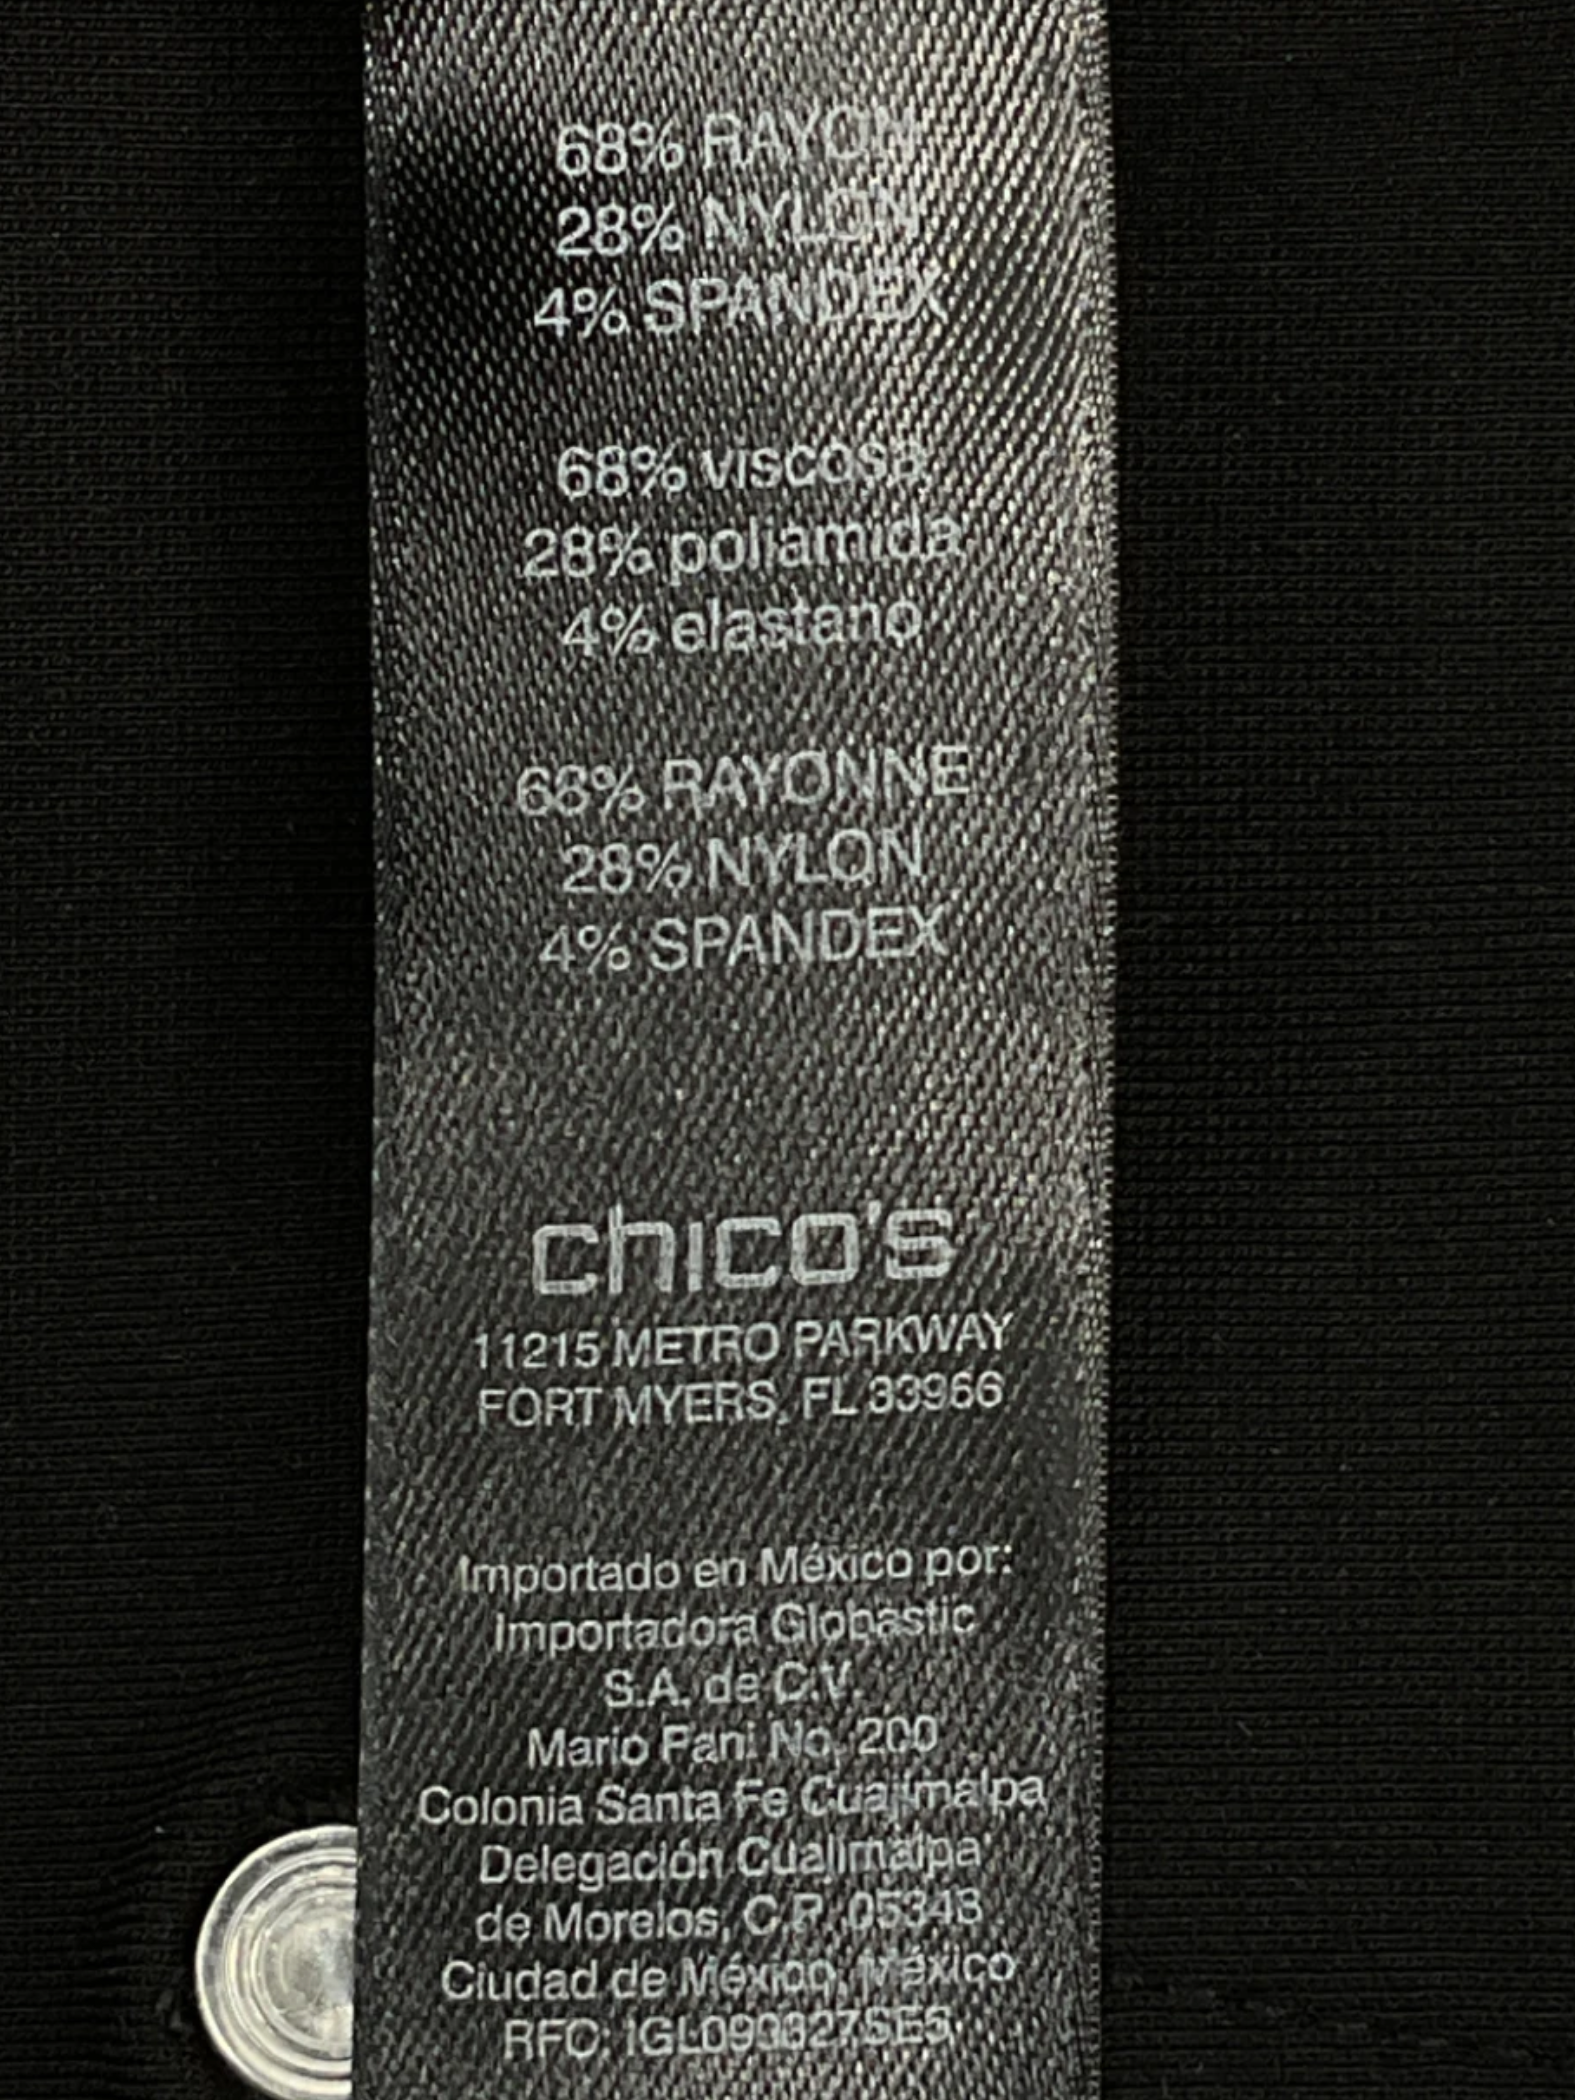 68% RAYON
28% NYLON
4% SPANDEX
68% viscosa
28% poliamida
4% elastano
68% RAYONNE
28% NYLON
4% SPANDEX
chico's
11215 METRO PARKWAY
FORT MYERS, FL 33966
Importado en México por:
Importadora Globastic
S.A. de C.V.
Mario Pani No. 200
Colonia Santa Fe Cuajimalpa
Delegación Cuajimalpa
de Morelos, C.P. 05348
Ciudad de México, México
RFC: